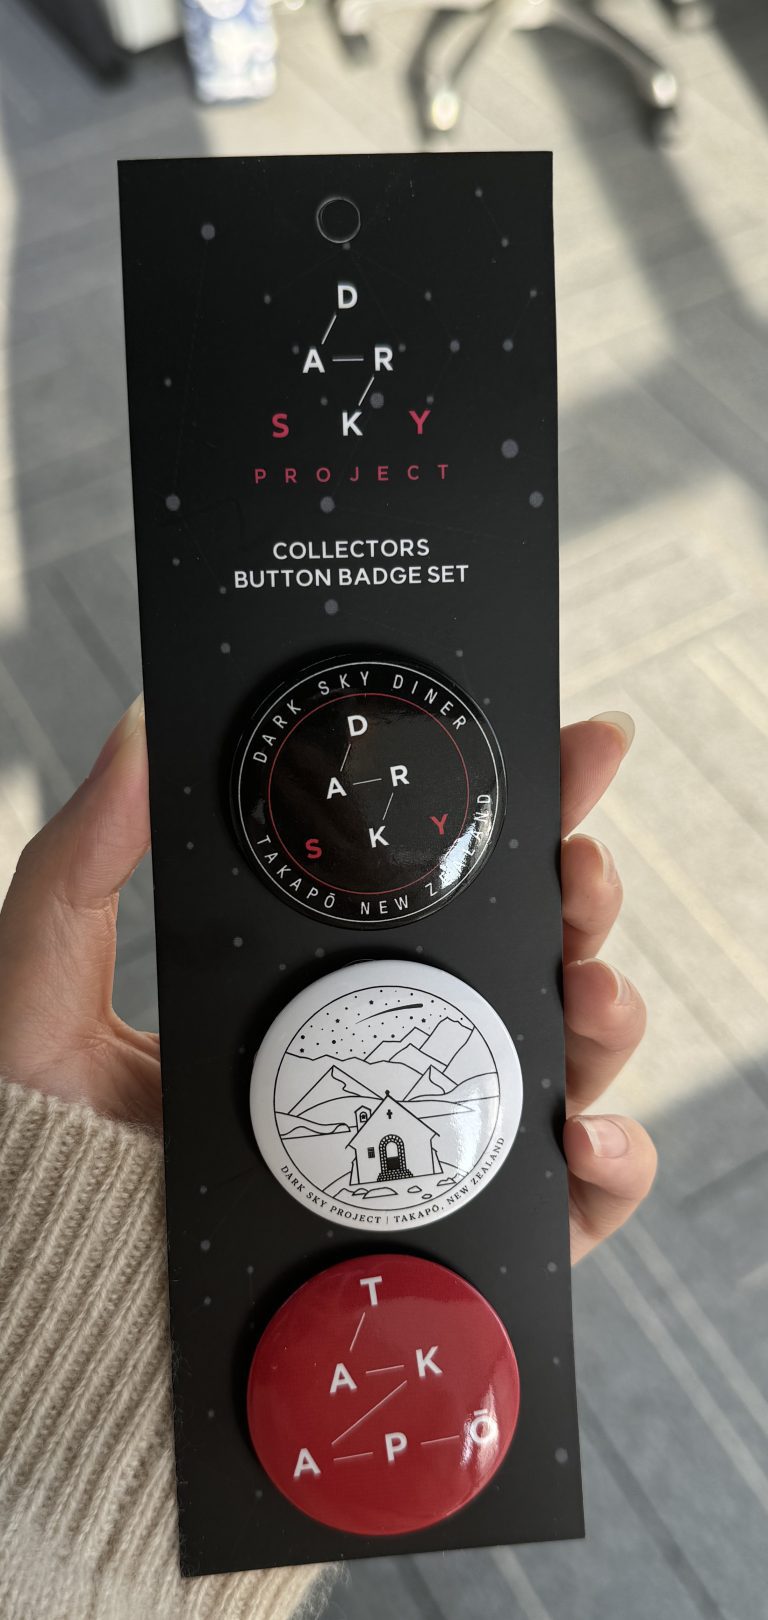 D
A R
S K Y
PROJECT
COLLECTORS
BUTTON BADGE SET
DARK SKY DINER
D
A R
S K Y
TAKAPŌ NEW ZEALAND
DARK SKY PROJECT | TAKAPŌ, NEW ZEALAND
T
A K
A P Ō